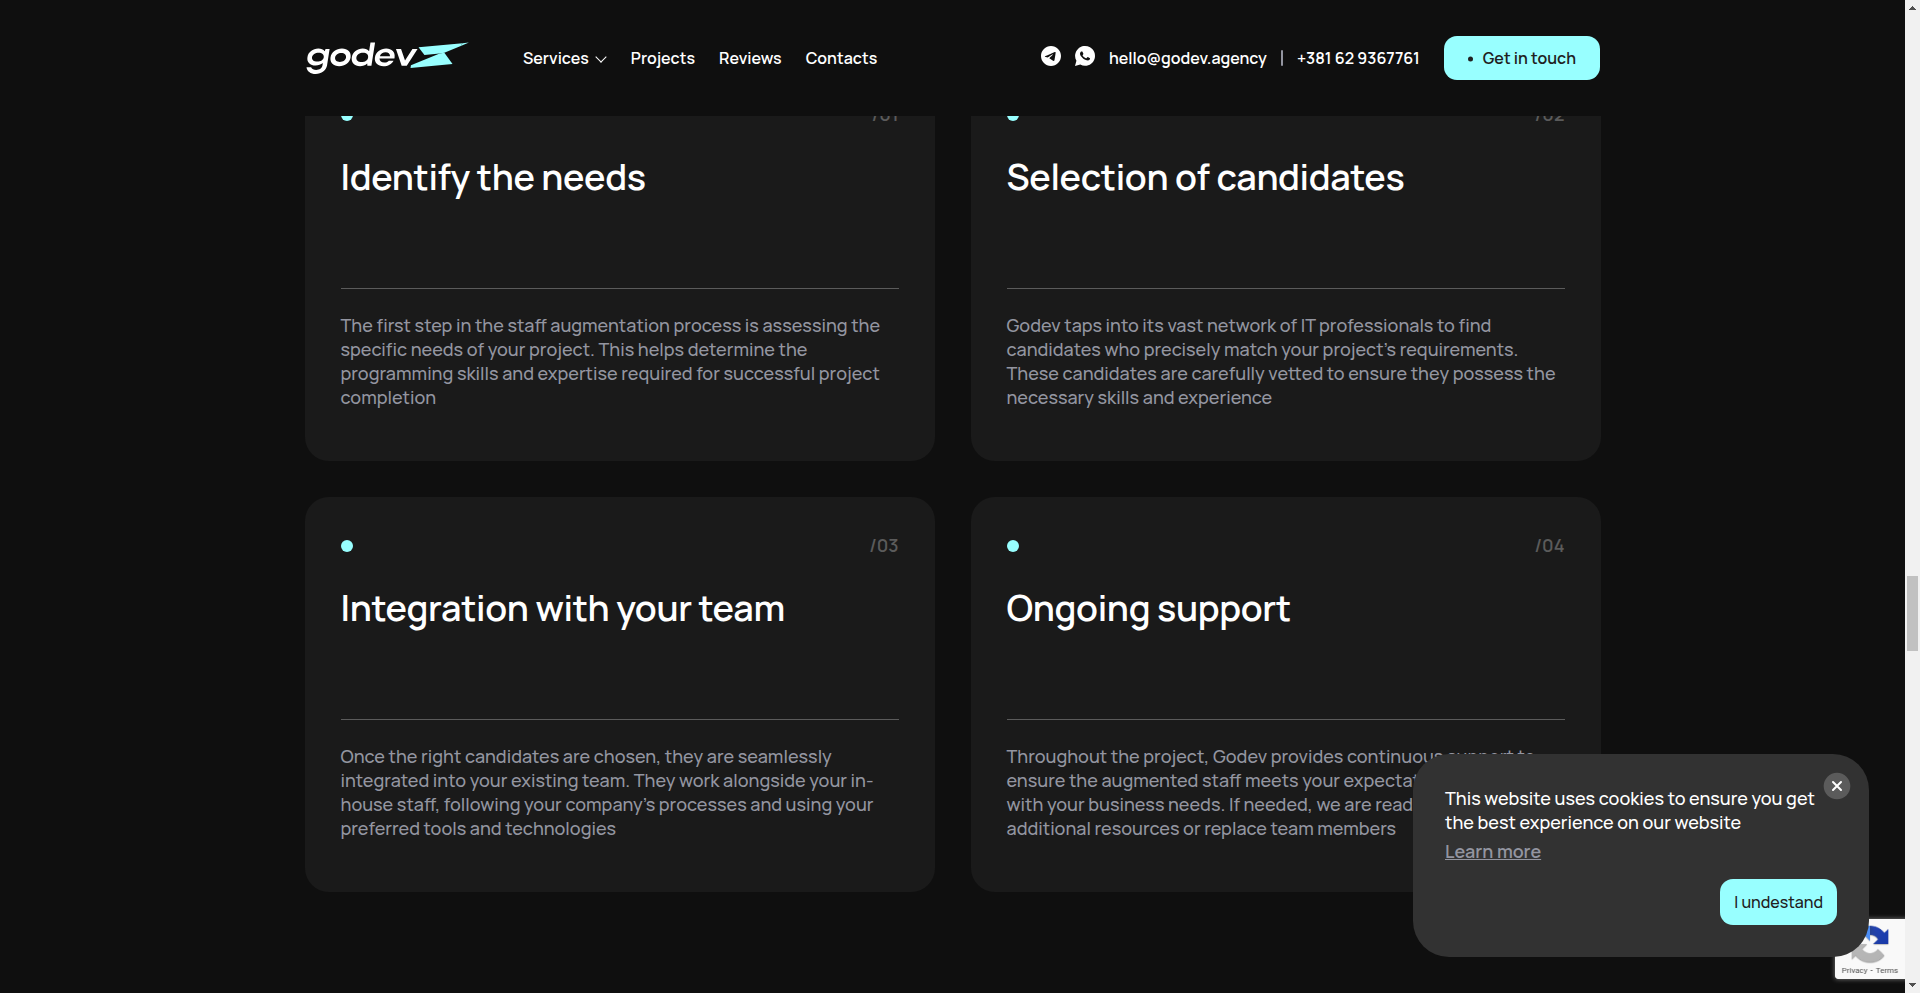 godev
Services
Projects
Reviews
Contacts
hello@godev.agency | +381 62 9367761
Get in touch
/01
/02
Identify the needs
Selection of candidates
The first step in the staff augmentation process is assessing the
specific needs of your project. This helps determine the
programming skills and expertise required for successful project
completion
Godev taps into its vast network of IT professionals to find
candidates who precisely match your project's requirements.
These candidates are carefully vetted to ensure they possess the
necessary skills and experience
/03
/04
Integration with your team
Ongoing support
Once the right candidates are chosen, they are seamlessly
integrated into your existing team. They work alongside your in-
house staff, following your company's processes and using your
preferred tools and technologies
Throughout the project, Godev provides continuous support to
ensure the augmented staff meets your
with your business needs. If needed, we are
additional resources or replace team members
This website uses cookies to ensure you get
the best experience on our website
Learn more
I undestand
Privacy - Terms